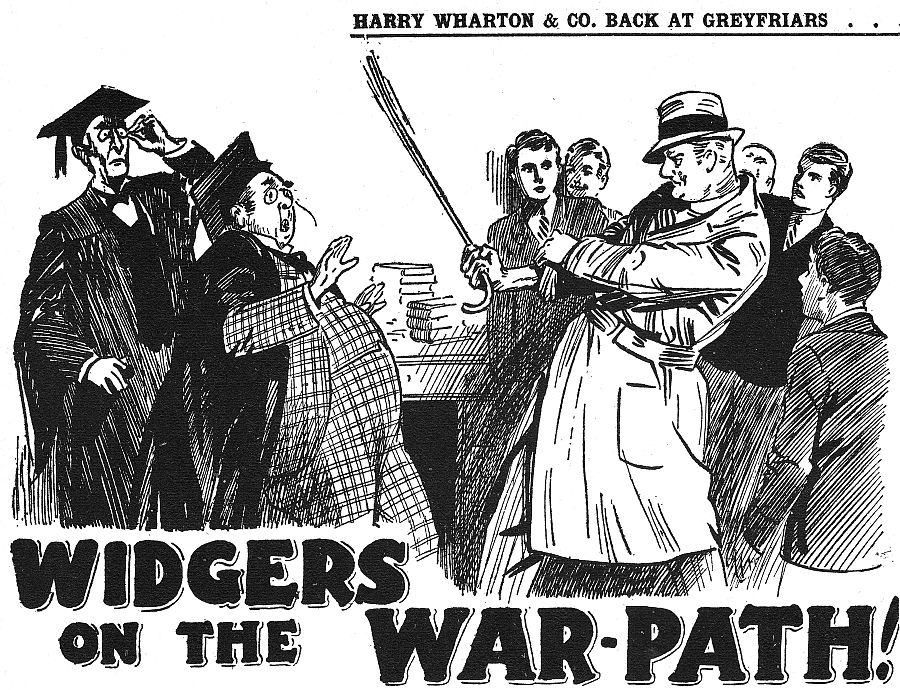 HARRY WHARTON & CO. BACK AT GREYFRIARS . . .
WIDGERS
ON THE
WAR-PATH!